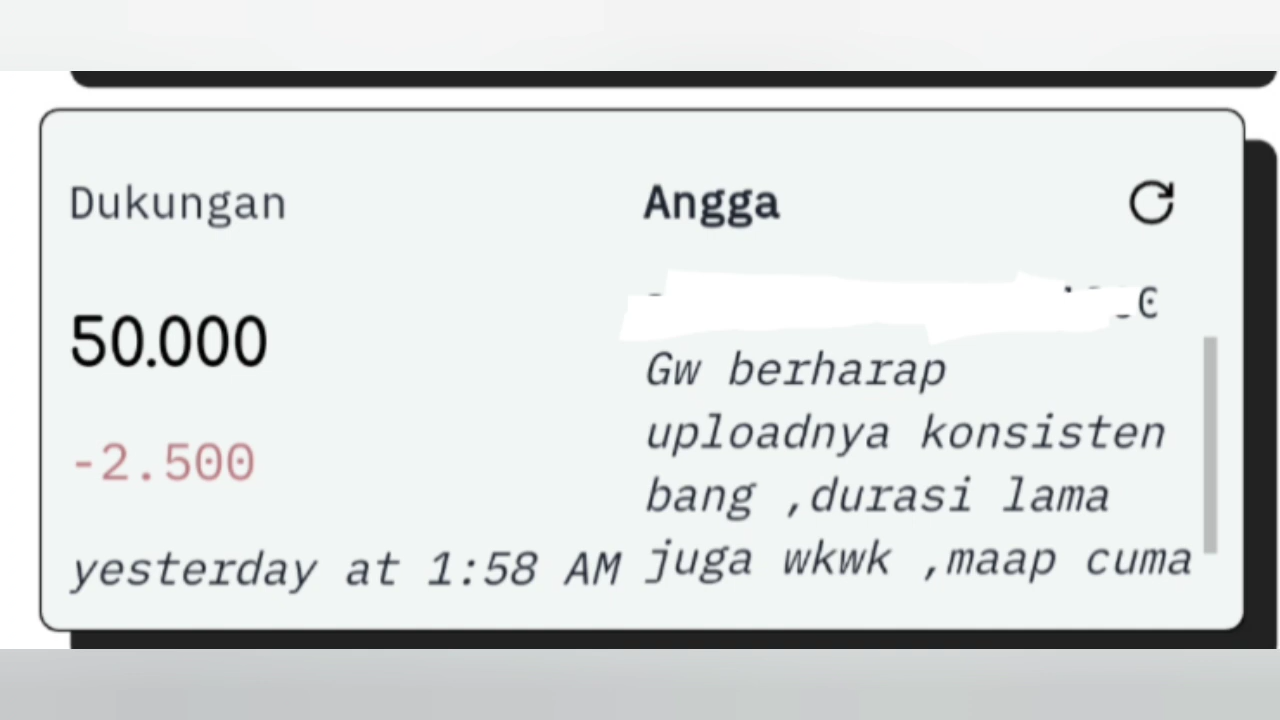 Dukungan
Angga
50.000
-2.500
yesterday at 1:58 AM
Gw berharap
uploadnya konsisten
bang ,durasi lama
juga wkwk ,maap cuma